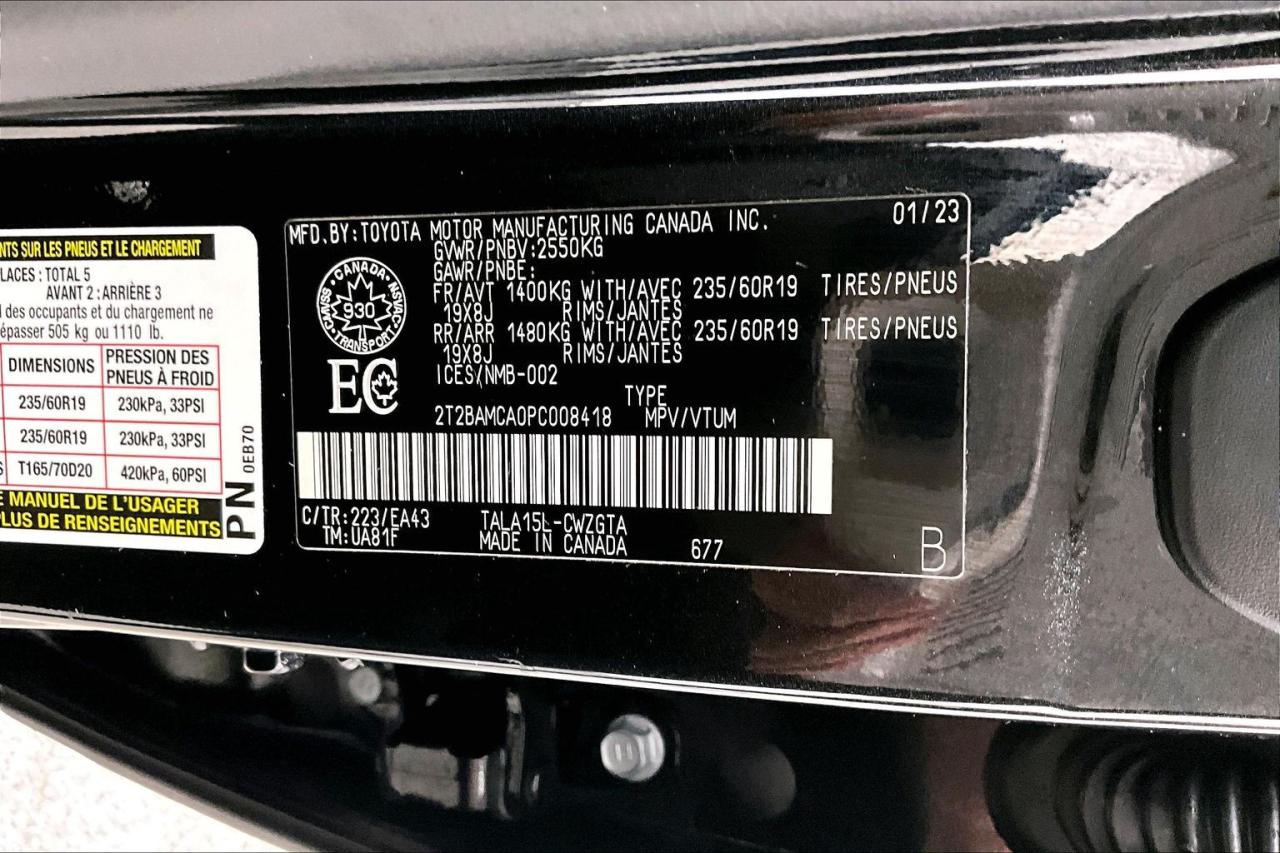 NTS SUR LES PNEUS ET LE CHARGEMENT
LACES : TOTAL 5
AVANT 2 : ARRIÈRE 3
l des occupants et du chargement ne
épasser 505 kg ou 1110 lb.
DIMENSIONS PRESSION DES PNEUS À FROID
235/60R19 230kPa, 33PSI
235/60R19 230kPa, 33PSI
S T165/70D20 420kPa, 60PSI
E MANUEL DE L'USAGER
PLUS DE RENSEIGNEMENTS
PN 0EB70
MFD.BY:TOYOTA MOTOR MANUFACTURING CANADA INC. 01/23
GVWR/PNBV:2550KG
GAWR/PNBE:
FR/AVT 1400KG WITH/AVEC 235/60R19 TIRES/PNEUS
19X8J RIMS/JANTES
RR/ARR 1480KG WITH/AVEC 235/60R19 TIRES/PNEUS
19X8J RIMS/JANTES
ICES/NMB-002
CANADA
CMVSS 930 NSVAC
TRANSPORT
EC
TYPE
2T2BAMCA0PC008418 MPV/VTUM
C/TR:223/EA43 TALA15L-CWZGTA
TM:UA81F MADE IN CANADA 677
B